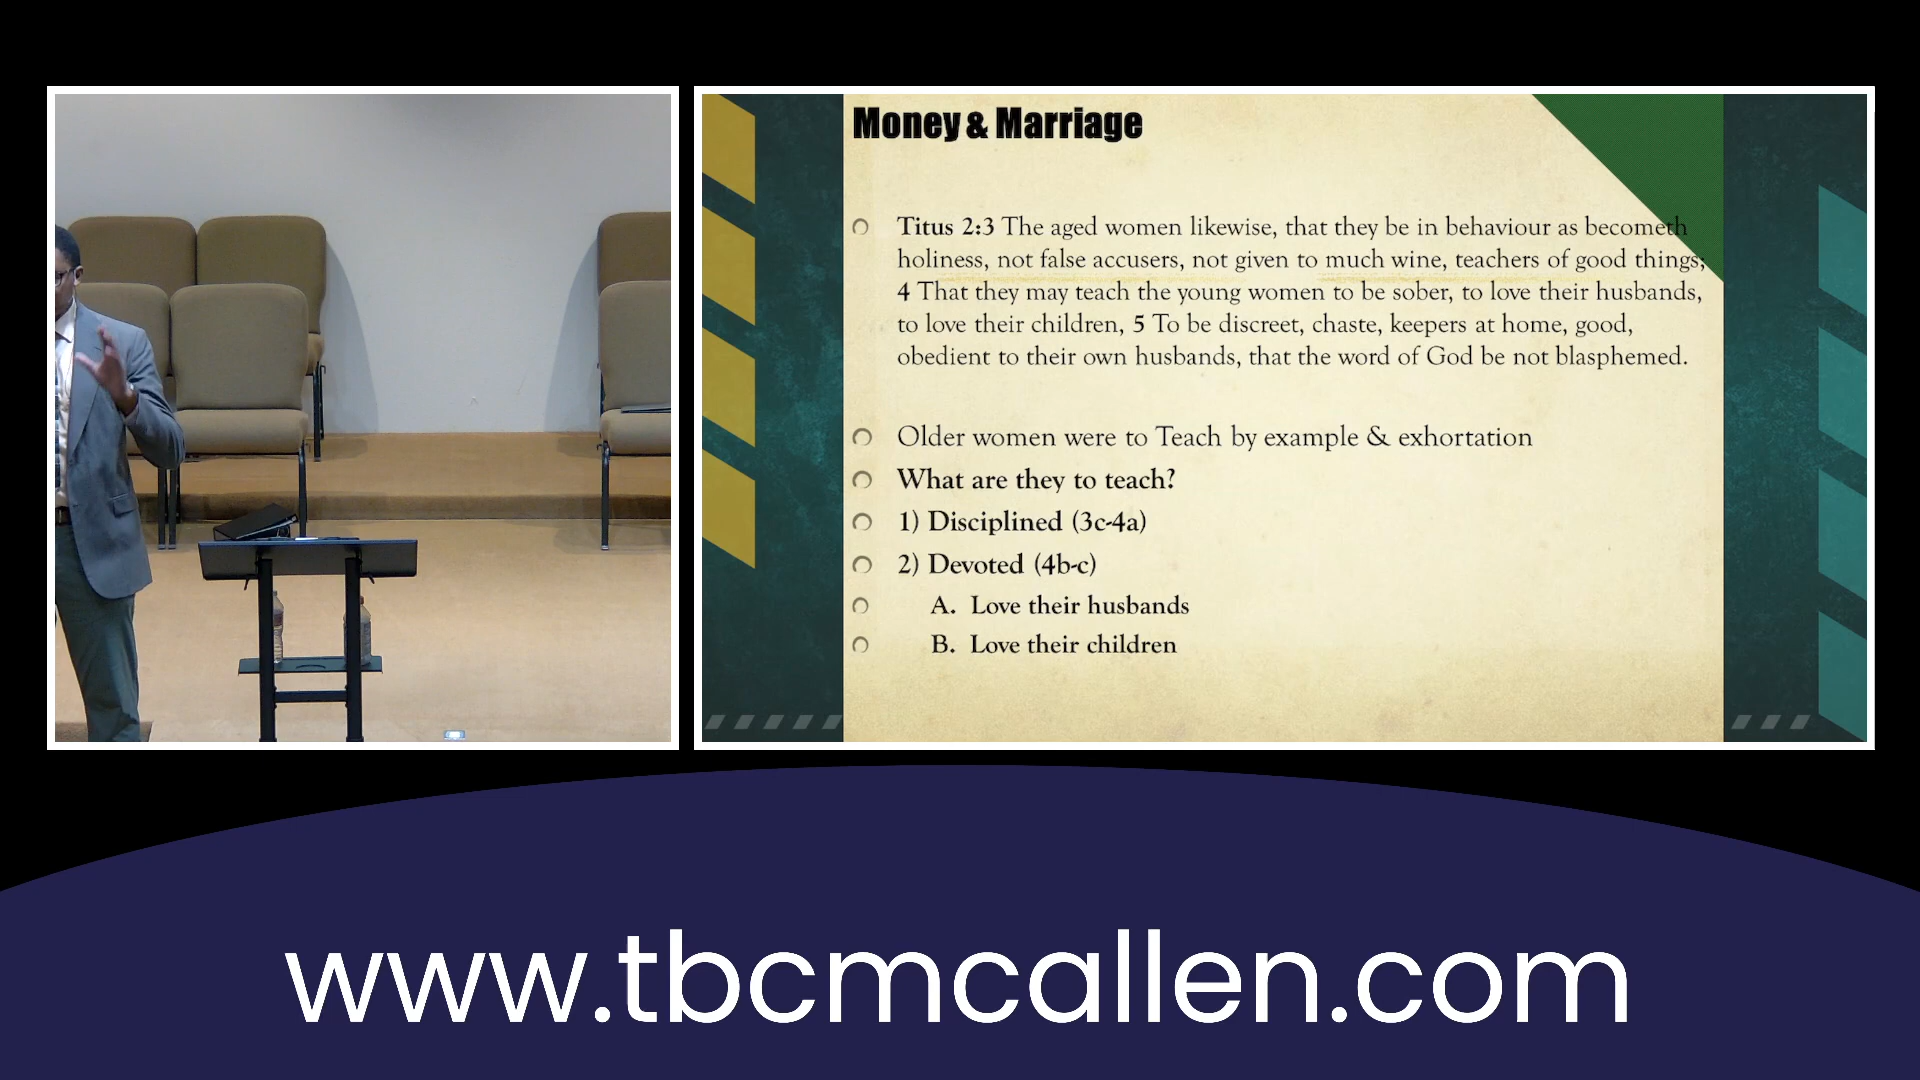 Money & Marriage
Titus 2:3 The aged women likewise, that they be in behaviour as becometh
holiness, not false accusers, not given to much wine, teachers of good things;
4 That they may teach the young women to be sober, to love their husbands,
to love their children, 5 To be discreet, chaste, keepers at home, good,
obedient to their own husbands, that the word of God be not blasphemed.
Older women were to Teach by example & exhortation
What are they to teach?
1) Disciplined (3c-4a)
2) Devoted (4b-c)
A. Love their husbands
B. Love their children
www.tbcmcallen.com